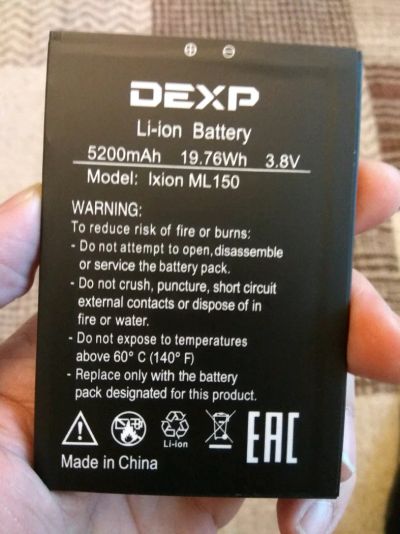 ⊕ ⊖
DEXP
Li-ion Battery
5200mAh 19.76Wh 3.8V
Model: Ixion ML150
WARNING:
To reduce risk of fire or burns:
- Do not attempt to open,disassemble
or service the battery pack.
- Do not crush, puncture, short circuit
external contacts or dispose of in
fire or water.
- Do not expose to temperatures
above 60° C (140° F)
- Replace only with the battery
pack designated for this product.
Li-ion
EAC
Made in China